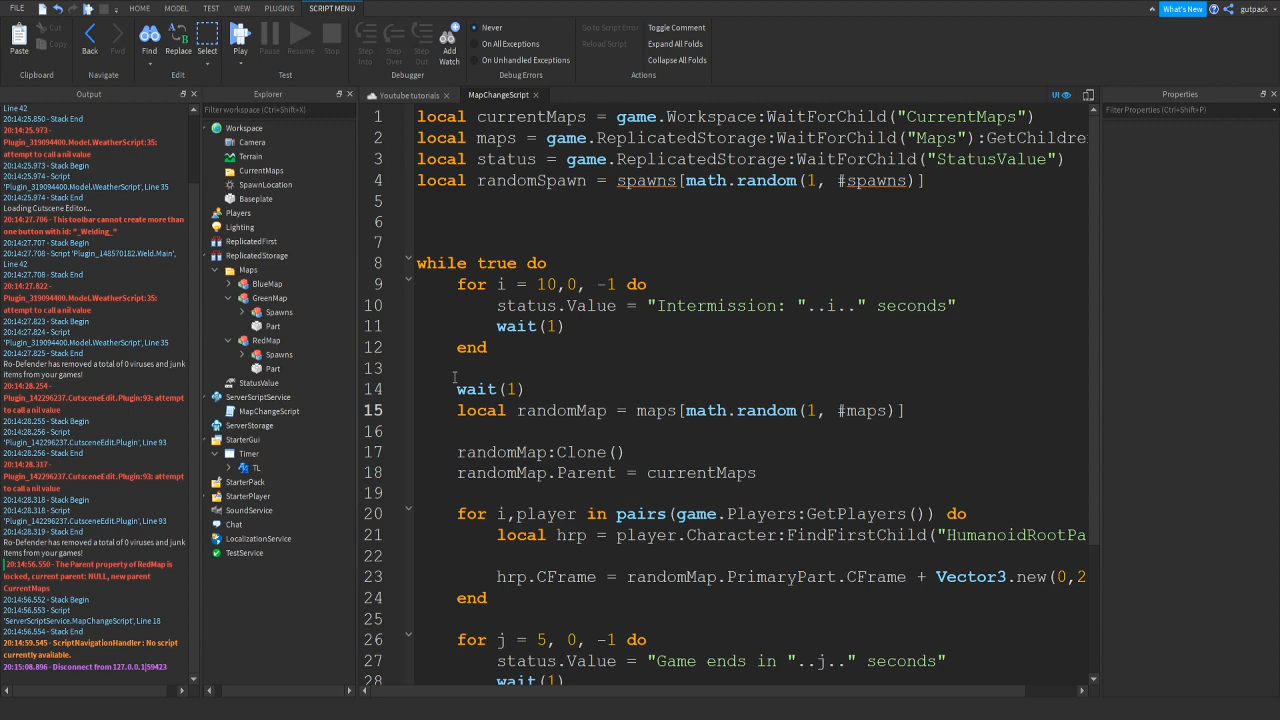 FILE HOME MODEL TEST VIEW PLUGINS SCRIPT MENU What's New gutpack
Paste Cut Copy Back Fwd Find Replace Select Play Pause Resume Stop Step Into Step Over Step Out Add Watch
Never
On All Exceptions
On Unhandled Exceptions
Go to Script Error
Reload Script
Toggle Comment
Expand All Folds
Collapse All Folds
Clipboard Navigate Edit Test Debugger Debug Errors Actions
Output
Line 42
20:14:25.850 - Stack End
20:14:25.973 -
Plugin_319094400.Model.WeatherScript:35:
attempt to call a nil value
20:14:25.973 - Stack Begin
20:14:25.974 - Script
'Plugin_319094400.Model.WeatherScript', Line 35
20:14:25.974 - Stack End
Loading Cutscene Editor...
20:14:27.706 - This toolbar cannot create more than
one button with id: "_Welding_"
20:14:27.707 - Stack Begin
20:14:27.708 - Script 'Plugin_148570182.Weld.Main',
Line 42
20:14:27.708 - Stack End
20:14:27.822 -
Plugin_319094400.Model.WeatherScript:35:
attempt to call a nil value
20:14:27.823 - Stack Begin
20:14:27.824 - Script
'Plugin_319094400.Model.WeatherScript', Line 35
20:14:27.825 - Stack End
Ro-Defender has removed a total of 0 viruses and junk
items from your games!
20:14:28.254 -
Plugin_142296237.CutsceneEdit.Plugin:93: attempt
to call a nil value
20:14:28.255 - Stack Begin
20:14:28.256 - Script
'Plugin_142296237.CutsceneEdit.Plugin', Line 93
20:14:28.256 - Stack End
20:14:28.317 -
Plugin_142296237.CutsceneEdit.Plugin:93: attempt
to call a nil value
20:14:28.318 - Stack Begin
20:14:28.318 - Script
'Plugin_142296237.CutsceneEdit.Plugin', Line 93
20:14:28.319 - Stack End
Ro-Defender has removed a total of 0 viruses and junk
items from your games!
20:14:56.550 - The Parent property of RedMap is
locked, current parent: NULL, new parent
CurrentMaps
20:14:56.552 - Stack Begin
20:14:56.553 - Script
'ServerScriptService.MapChangeScript', Line 18
20:14:56.554 - Stack End
20:14:59.545 - ScriptNavigationHandler : No script
currently available.
20:15:08.896 - Disconnect from 127.0.0.1|59423
Explorer
Filter workspace (Ctrl+Shift+X)
Workspace
Camera
Terrain
CurrentMaps
SpawnLocation
Baseplate
Players
Lighting
ReplicatedFirst
ReplicatedStorage
Maps
BlueMap
GreenMap
Spawns
Part
RedMap
Spawns
Part
StatusValue
ServerScriptService
MapChangeScript
ServerStorage
StarterGui
Timer
TL
StarterPack
StarterPlayer
SoundService
Chat
LocalizationService
TestService
Youtube tutorials MapChangeScript UI
1 local currentMaps = game.Workspace:WaitForChild("CurrentMaps")
2 local maps = game.ReplicatedStorage:WaitForChild("Maps"):GetChildre
3 local status = game.ReplicatedStorage:WaitForChild("StatusValue")
4 local randomSpawn = spawns[math.random(1, #spawns)]
5
6
7
8 while true do
9 for i = 10,0, -1 do
10 status.Value = "Intermission: "..i.." seconds"
11 wait(1)
12 end
13
14 wait(1)
15 local randomMap = maps[math.random(1, #maps)]
16
17 randomMap:Clone()
18 randomMap.Parent = currentMaps
19
20 for i,player in pairs(game.Players:GetPlayers()) do
21 local hrp = player.Character:FindFirstChild("HumanoidRootPa
22
23 hrp.CFrame = randomMap.PrimaryPart.CFrame + Vector3.new(0,2
24 end
25
26 for j = 5, 0, -1 do
27 status.Value = "Game ends in "..j.." seconds"
28 wait(1)
Properties
Filter Properties (Ctrl+Shift+P)